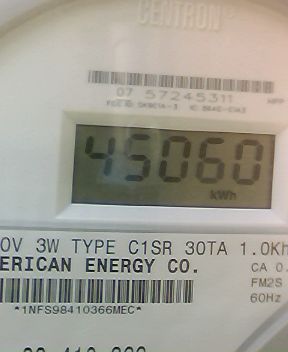 CENTRON
07 57245311
45060
kWh
0V 3W TYPE C1SR 30TA 1.0Kh
ERICAN ENERGY CO.
CA 0.
FM2S
60Hz
*1NFS98410366MEC*